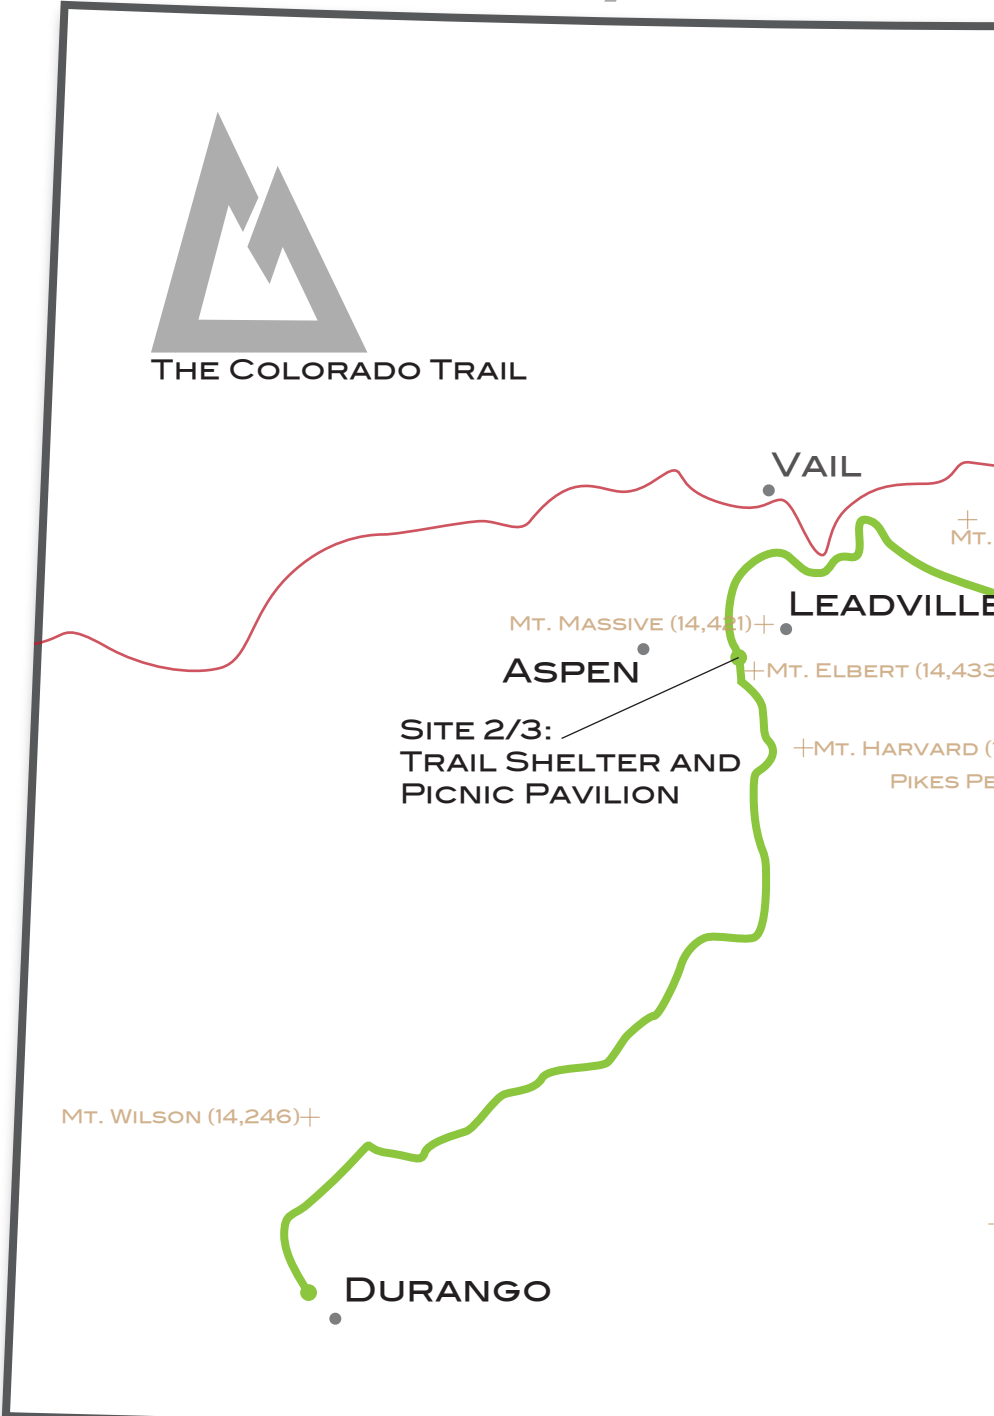 The Colorado Trail
Vail
Mt.
Leadville
Mt. Massive (14,421)
Aspen
Mt. Elbert (14,433
Site 2/3:
Trail Shelter and
Picnic Pavilion
Mt. Harvard (
Pikes Pe
Mt. Wilson (14,246)
Durango